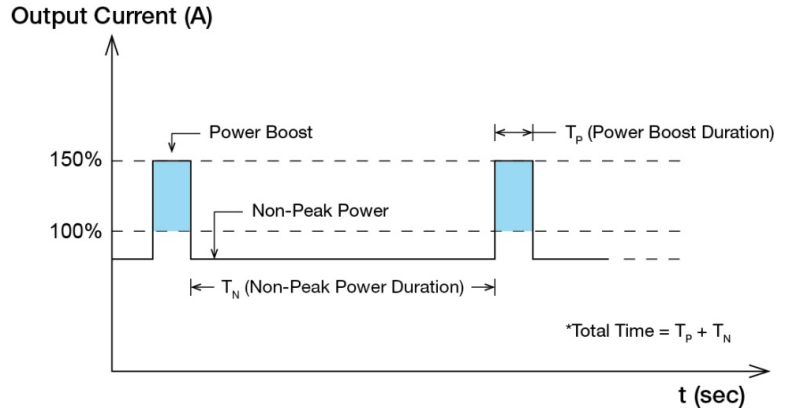 Output Current (A)
Power Boost
T_P (Power Boost Duration)
150%
Non-Peak Power
100%
T_N (Non-Peak Power Duration)
*Total Time = T_P + T_N
t (sec)